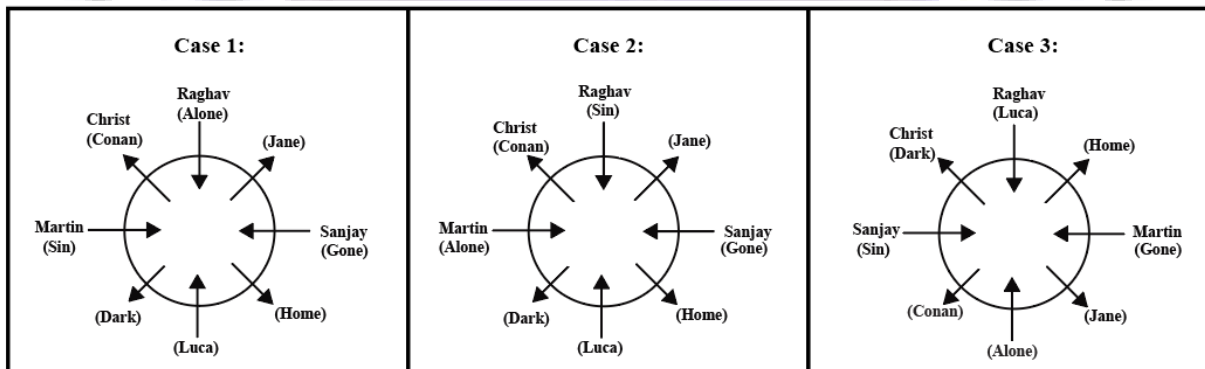 Case 1:
Raghav
(Alone)
Christ
(Conan)
(Jane)
Martin
(Sin)
Sanjay
(Gone)
(Dark)
(Home)
(Luca)
Case 2:
Raghav
(Sin)
Christ
(Conan)
(Jane)
Martin
(Alone)
Sanjay
(Gone)
(Dark)
(Home)
(Luca)
Case 3:
Raghav
(Luca)
Christ
(Dark)
(Home)
Sanjay
(Sin)
Martin
(Gone)
(Conan)
(Jane)
(Alone)